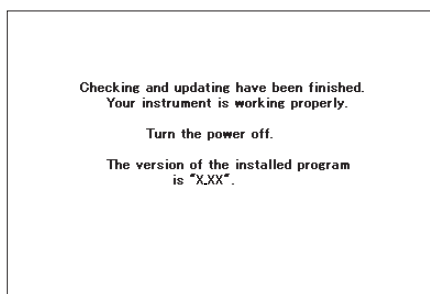 Checking and updating have been finished.
Your instrument is working properly.
Turn the power off.
The version of the installed program
is "X.XX".